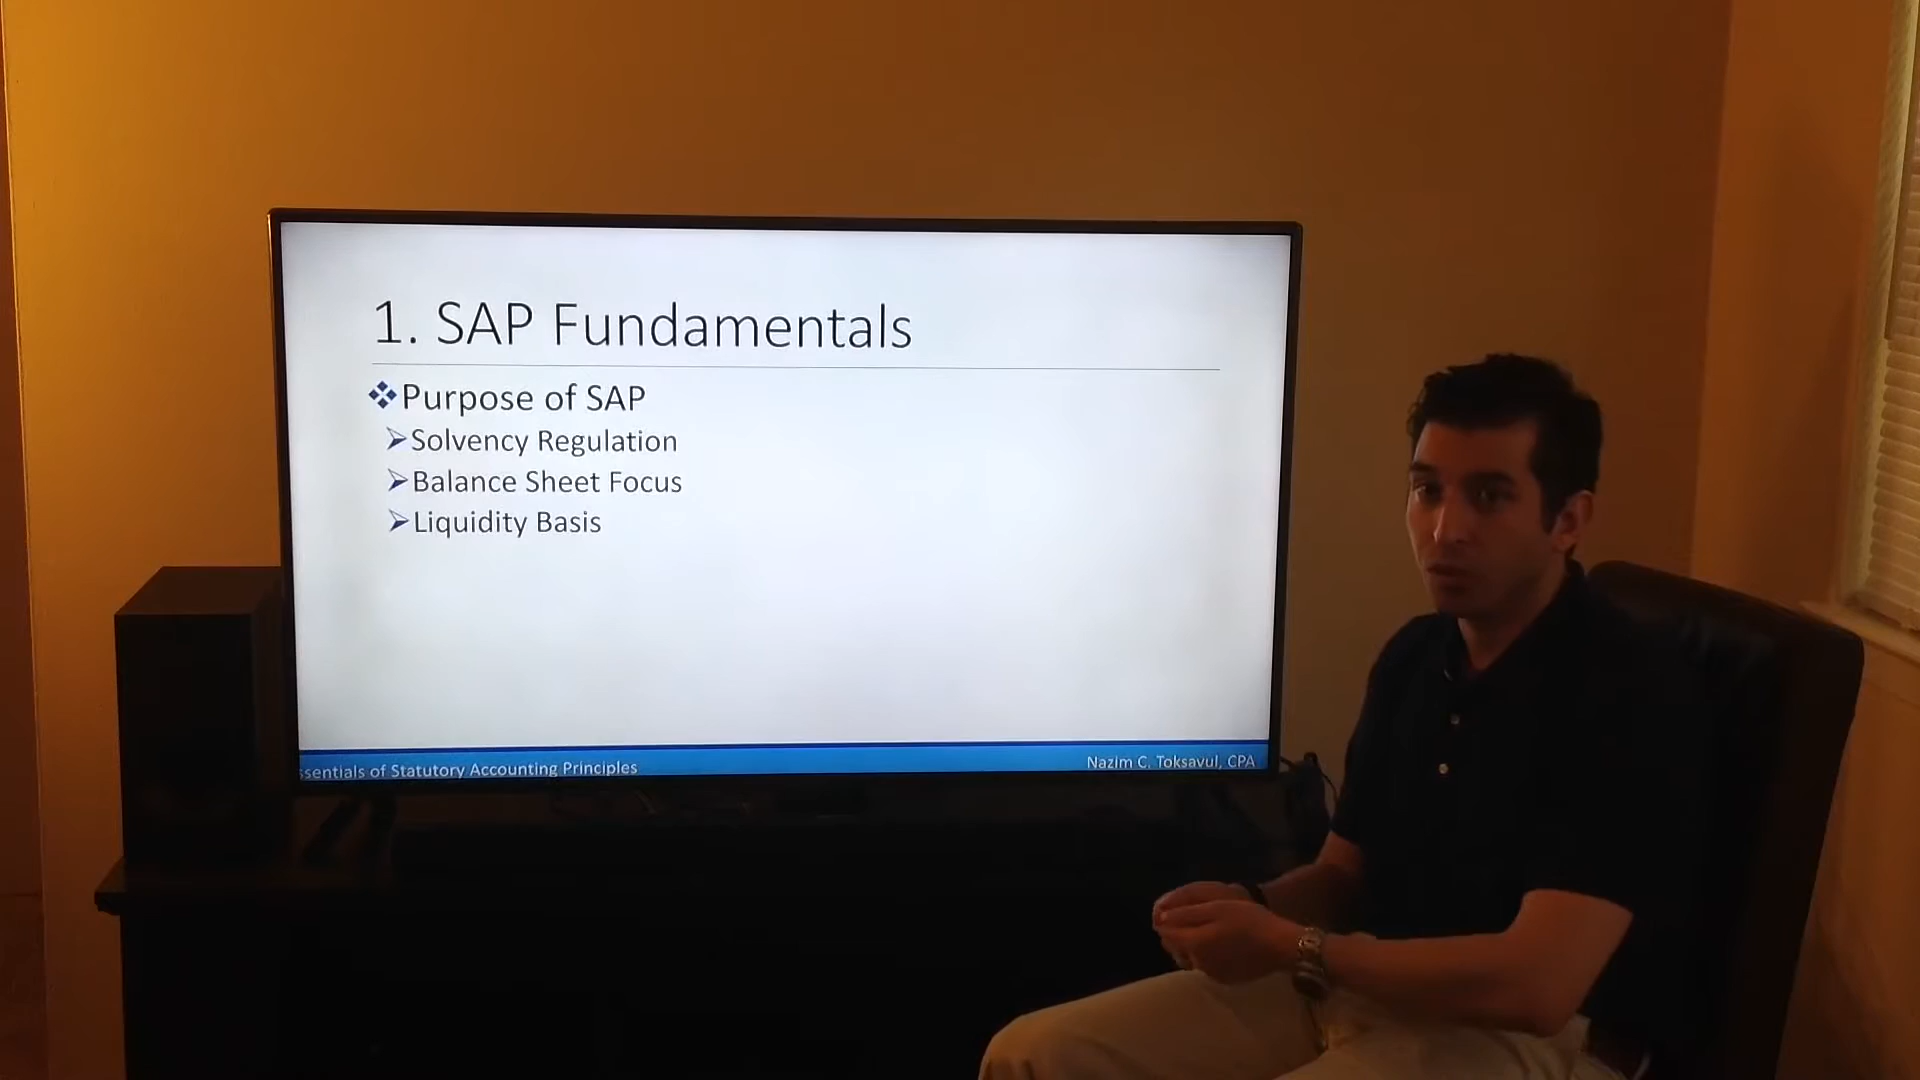 1. SAP Fundamentals
Purpose of SAP
Solvency Regulation
Balance Sheet Focus
Liquidity Basis
ssentials of Statutory Accounting Principles
Nazim C. Toksavul, CPA